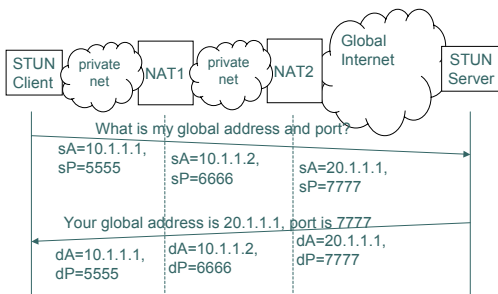 STUN
Client
private
net
NAT1
private
net
NAT2
Global
Internet
STUN
Server
What is my global address and port?
sA=10.1.1.1,
sP=5555
sA=10.1.1.2,
sP=6666
sA=20.1.1.1,
sP=7777
Your global address is 20.1.1.1, port is 7777
dA=10.1.1.1,
dP=5555
dA=10.1.1.2,
dP=6666
dA=20.1.1.1,
dP=7777